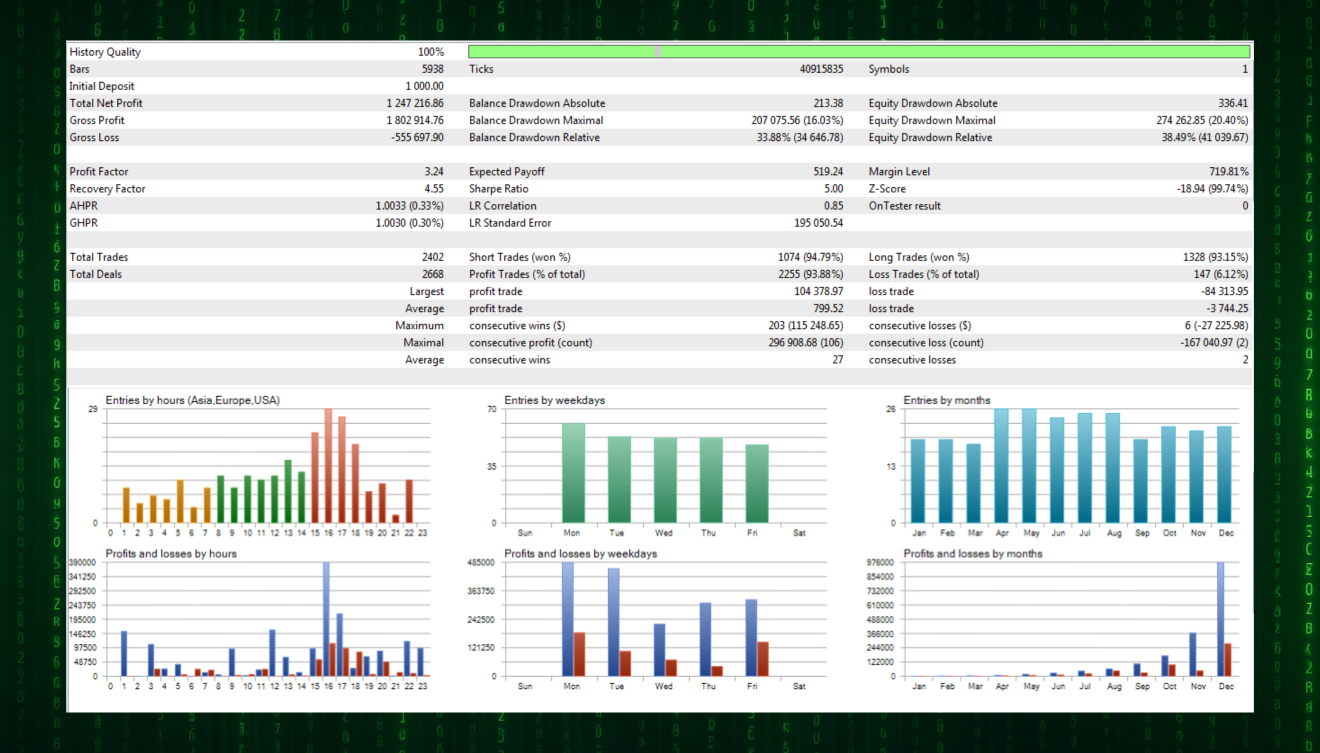 History Quality 100%
Bars 5938 Ticks 40915835 Symbols 1
Initial Deposit 1 000.00
Total Net Profit 1 247 216.86 Balance Drawdown Absolute 213.38 Equity Drawdown Absolute 336.41
Gross Profit 1 802 914.76 Balance Drawdown Maximal 207 075.56 (16.03%) Equity Drawdown Maximal 274 262.85 (20.40%)
Gross Loss -555 697.90 Balance Drawdown Relative 33.88% (34 646.78) Equity Drawdown Relative 38.49% (41 039.67)
Profit Factor 3.24 Expected Payoff 519.24 Margin Level 719.81%
Recovery Factor 4.55 Sharpe Ratio 5.00 Z-Score -18.94 (99.74%)
AHPR 1.0033 (0.33%) LR Correlation 0.85 OnTester result 0
GHPR 1.0030 (0.30%) LR Standard Error 195 050.54
Total Trades 2402 Short Trades (won %) 1074 (94.79%) Long Trades (won %) 1328 (93.15%)
Total Deals 2668 Profit Trades (% of total) 2255 (93.88%) Loss Trades (% of total) 147 (6.12%)
Largest profit trade 104 378.97 loss trade -84 313.95
Average profit trade 799.52 loss trade -3 744.25
Maximum consecutive wins ($) 203 (115 248.65) consecutive losses ($) 6 (-27 225.98)
Maximal consecutive profit (count) 296 908.68 (106) consecutive loss (count) -167 040.97 (2)
Average consecutive wins 27 consecutive losses 2
Entries by hours (Asia,Europe,USA) Entries by weekdays Entries by months
29 70 26
35 13
0 0 0
0 1 2 3 4 5 6 7 8 9 10 11 12 13 14 15 16 17 18 19 20 21 22 23 Sun Mon Tue Wed Thu Fri Sat Jan Feb Mar Apr May Jun Jul Aug Sep Oct Nov Dec
Profits and losses by hours Profits and losses by weekdays Profits and losses by months
390000 485000 976000
341250 854000
292500 363750 732000
243750 610000
195000 242500 488000
146250 366000
97500 121250 244000
48750 122000
0 0 0
0 1 2 3 4 5 6 7 8 9 10 11 12 13 14 15 16 17 18 19 20 21 22 23 Sun Mon Tue Wed Thu Fri Sat Jan Feb Mar Apr May Jun Jul Aug Sep Oct Nov Dec